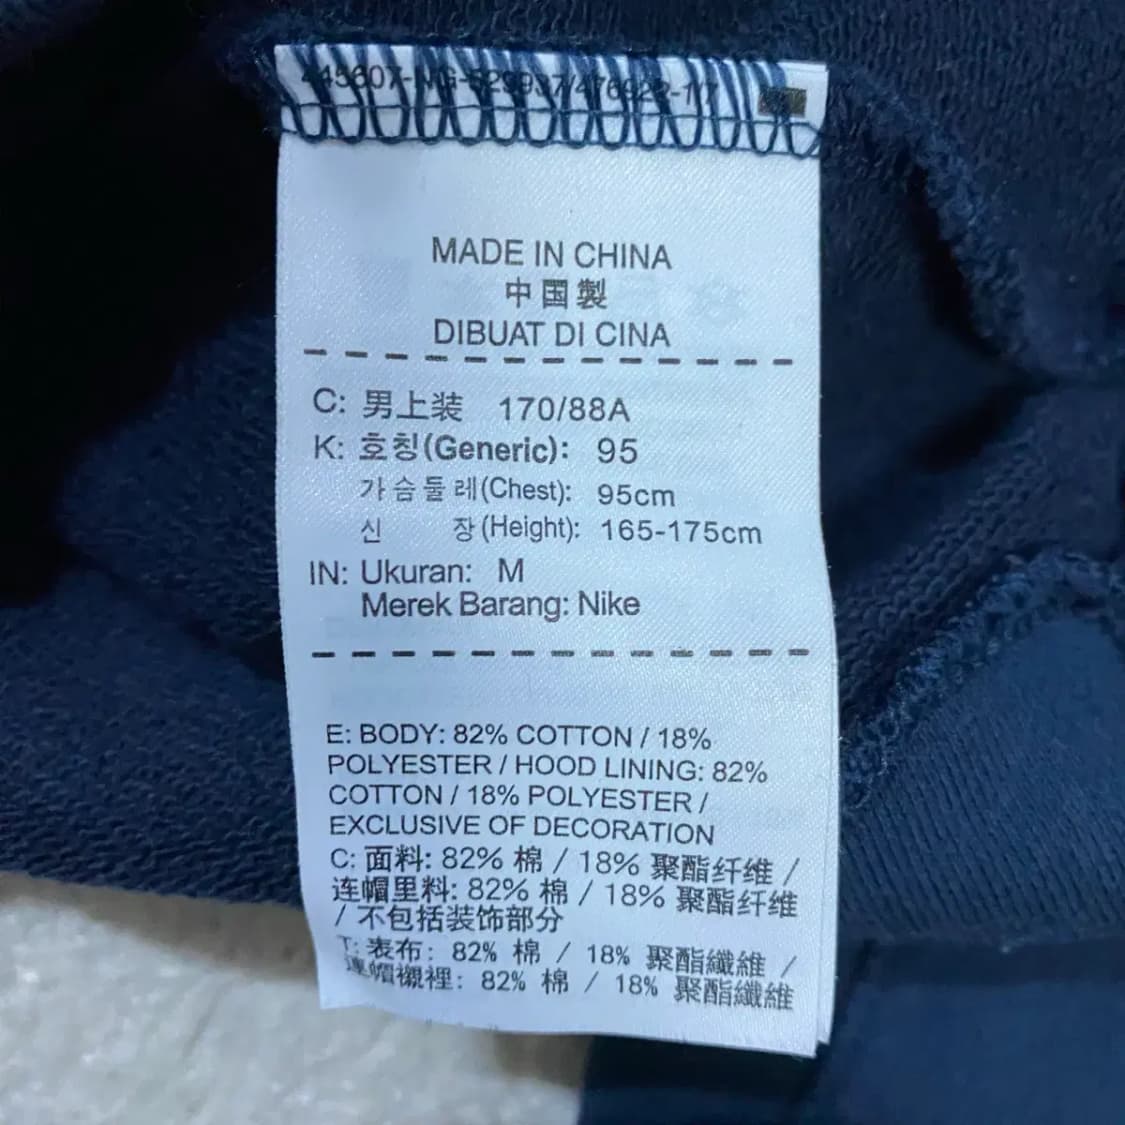 MADE IN CHINA
中国製
DIBUAT DI CINA
C: 男上装 170/88A
K: 호칭(Generic): 95
가슴둘레(Chest): 95cm
신 장(Height): 165-175cm
IN: Ukuran: M
Merek Barang: Nike
E: BODY: 82% COTTON / 18%
POLYESTER / HOOD LINING: 82%
COTTON / 18% POLYESTER /
EXCLUSIVE OF DECORATION
C: 面料: 82% 棉 / 18% 聚酯纤维 /
连帽里料: 82% 棉 / 18% 聚酯纤维
/ 不包括装饰部分
T: 表布: 82% 棉 / 18% 聚酯纖維 /
連帽襯裡: 82% 棉 / 18% 聚酯纖維